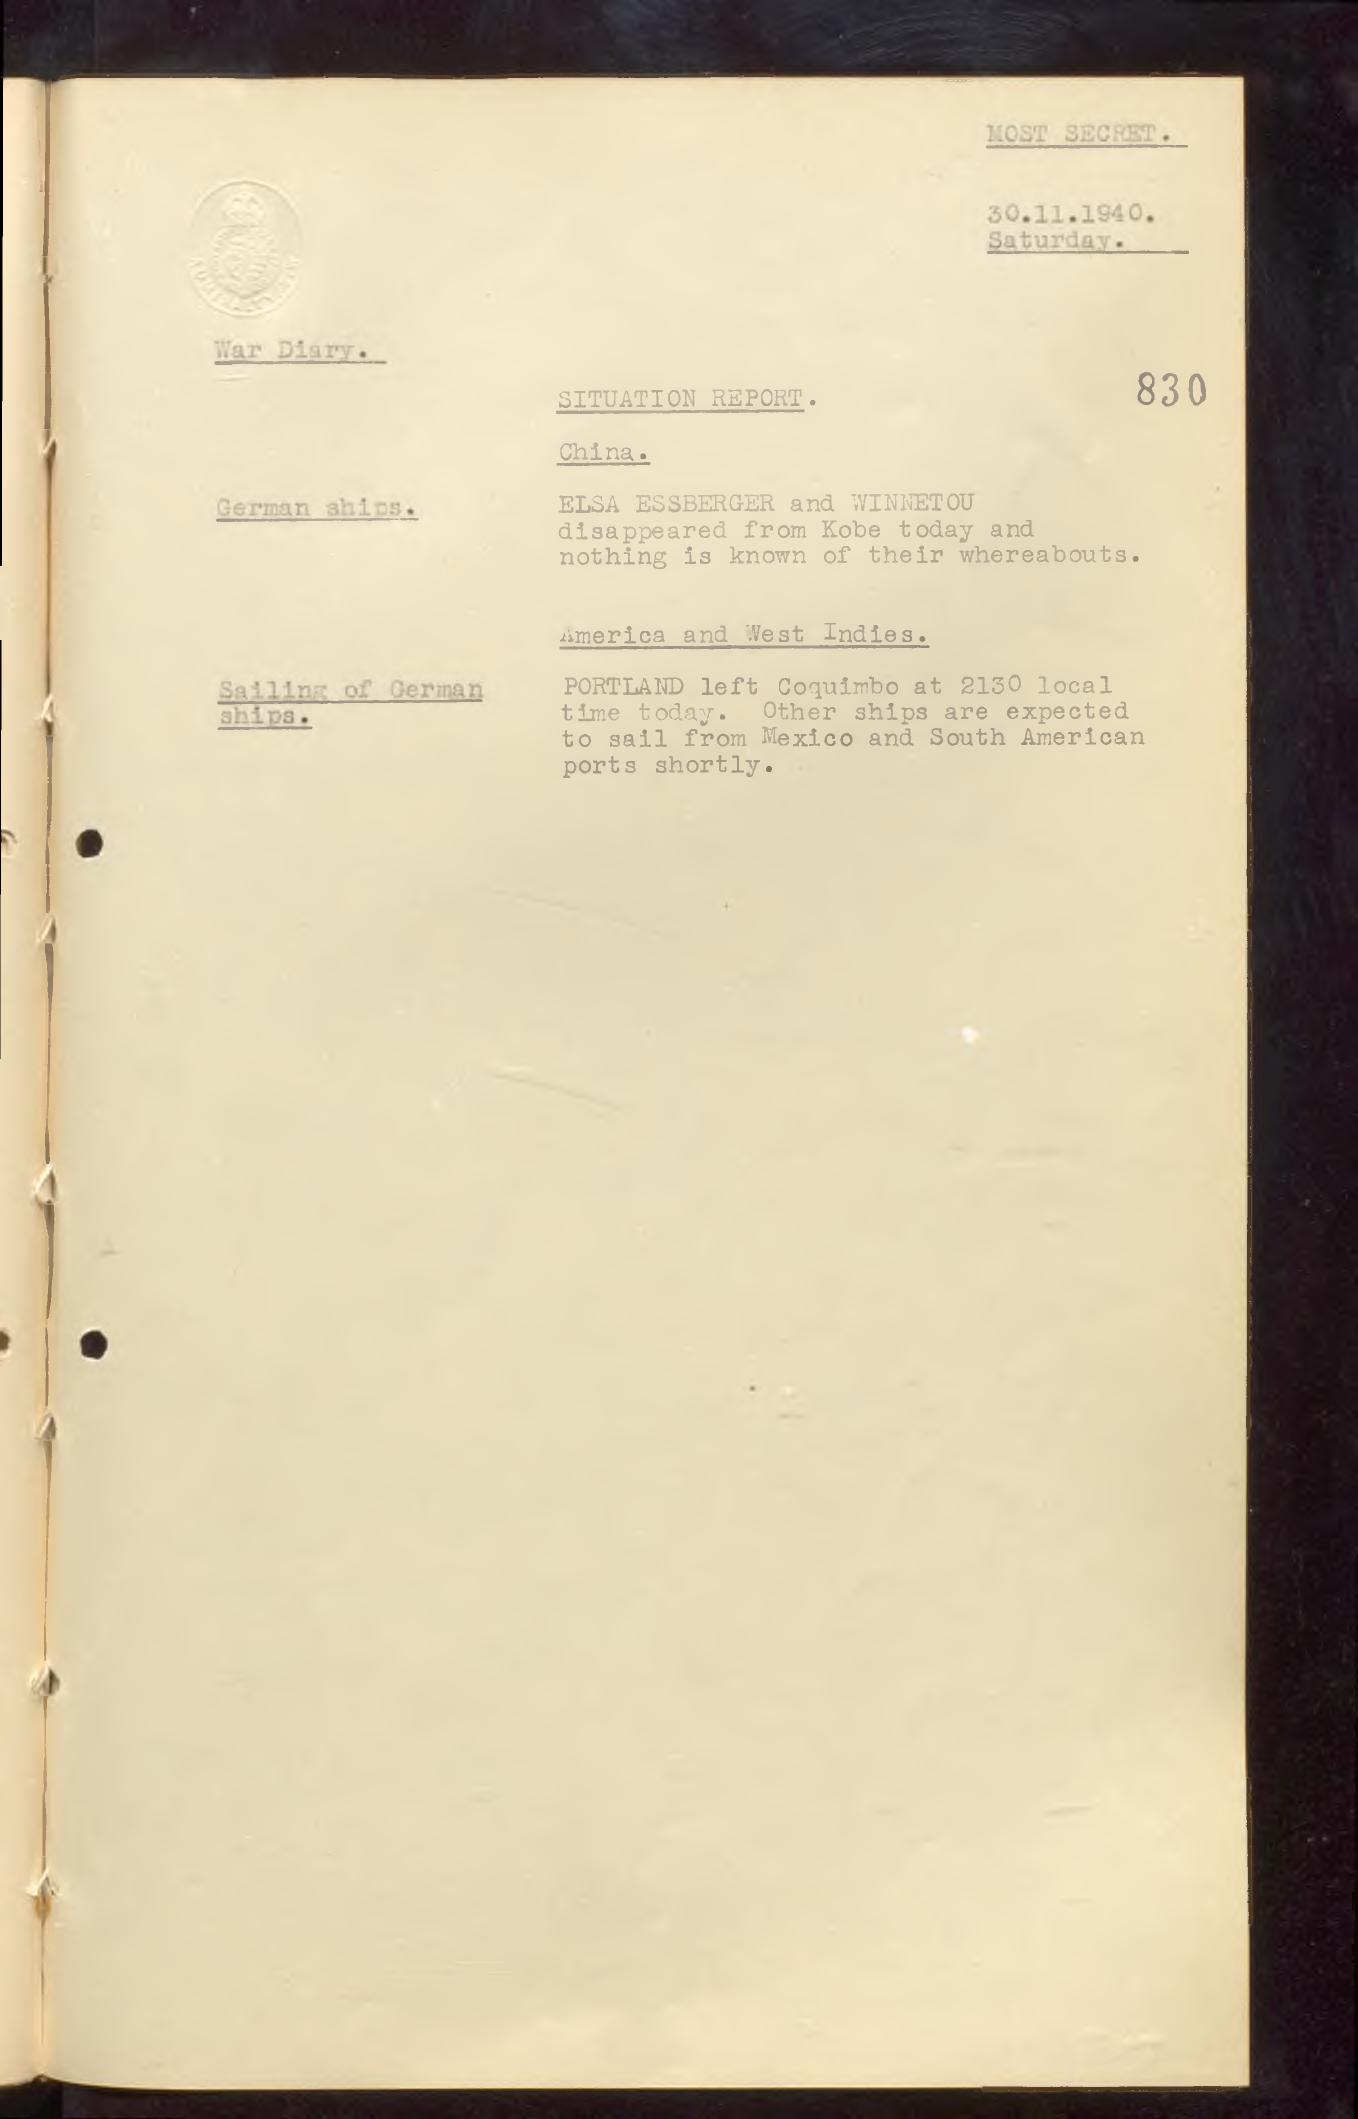 MOST SECRET.
30.11.1940.
Saturday.
War Diary.
830
SITUATION REPORT.
China.
German ships.
ELSA ESSBERGER and WINNETOU
disappeared from Kobe today and
nothing is known of their whereabouts.
America and West Indies.
Sailing of German
ships.
PORTLAND left Coquimbo at 2130 local
time today. Other ships are expected
to sail from Mexico and South American
ports shortly.